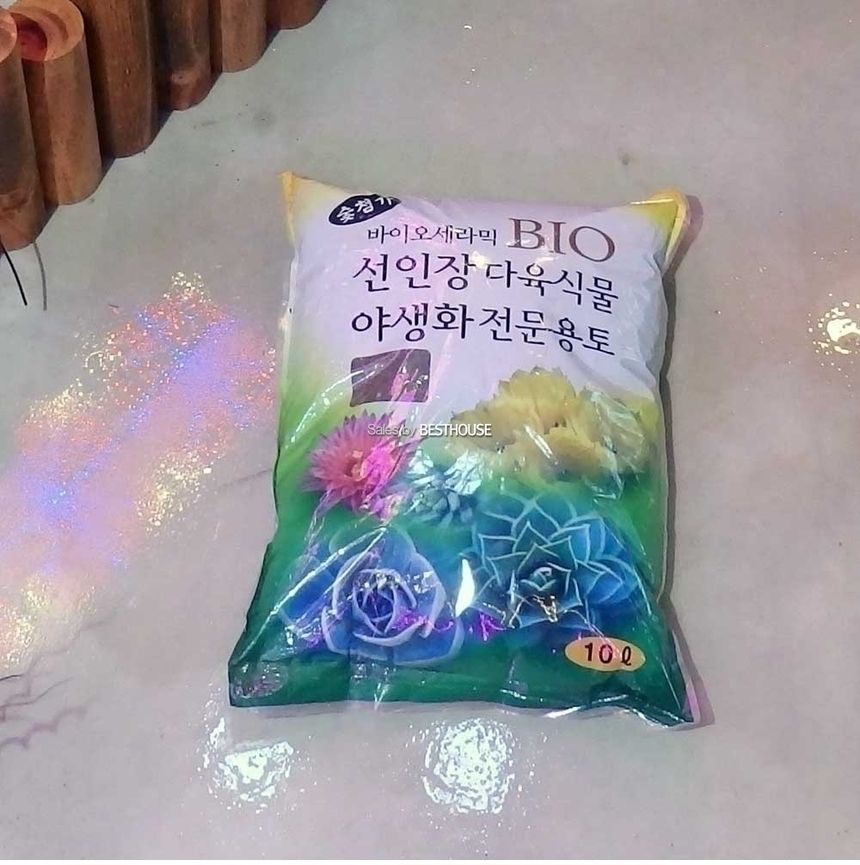 숯첨가
바이오세라믹 BIO
선인장 다육식물
야생화 전문용토
Sales by BESTHOUSE
10ℓ